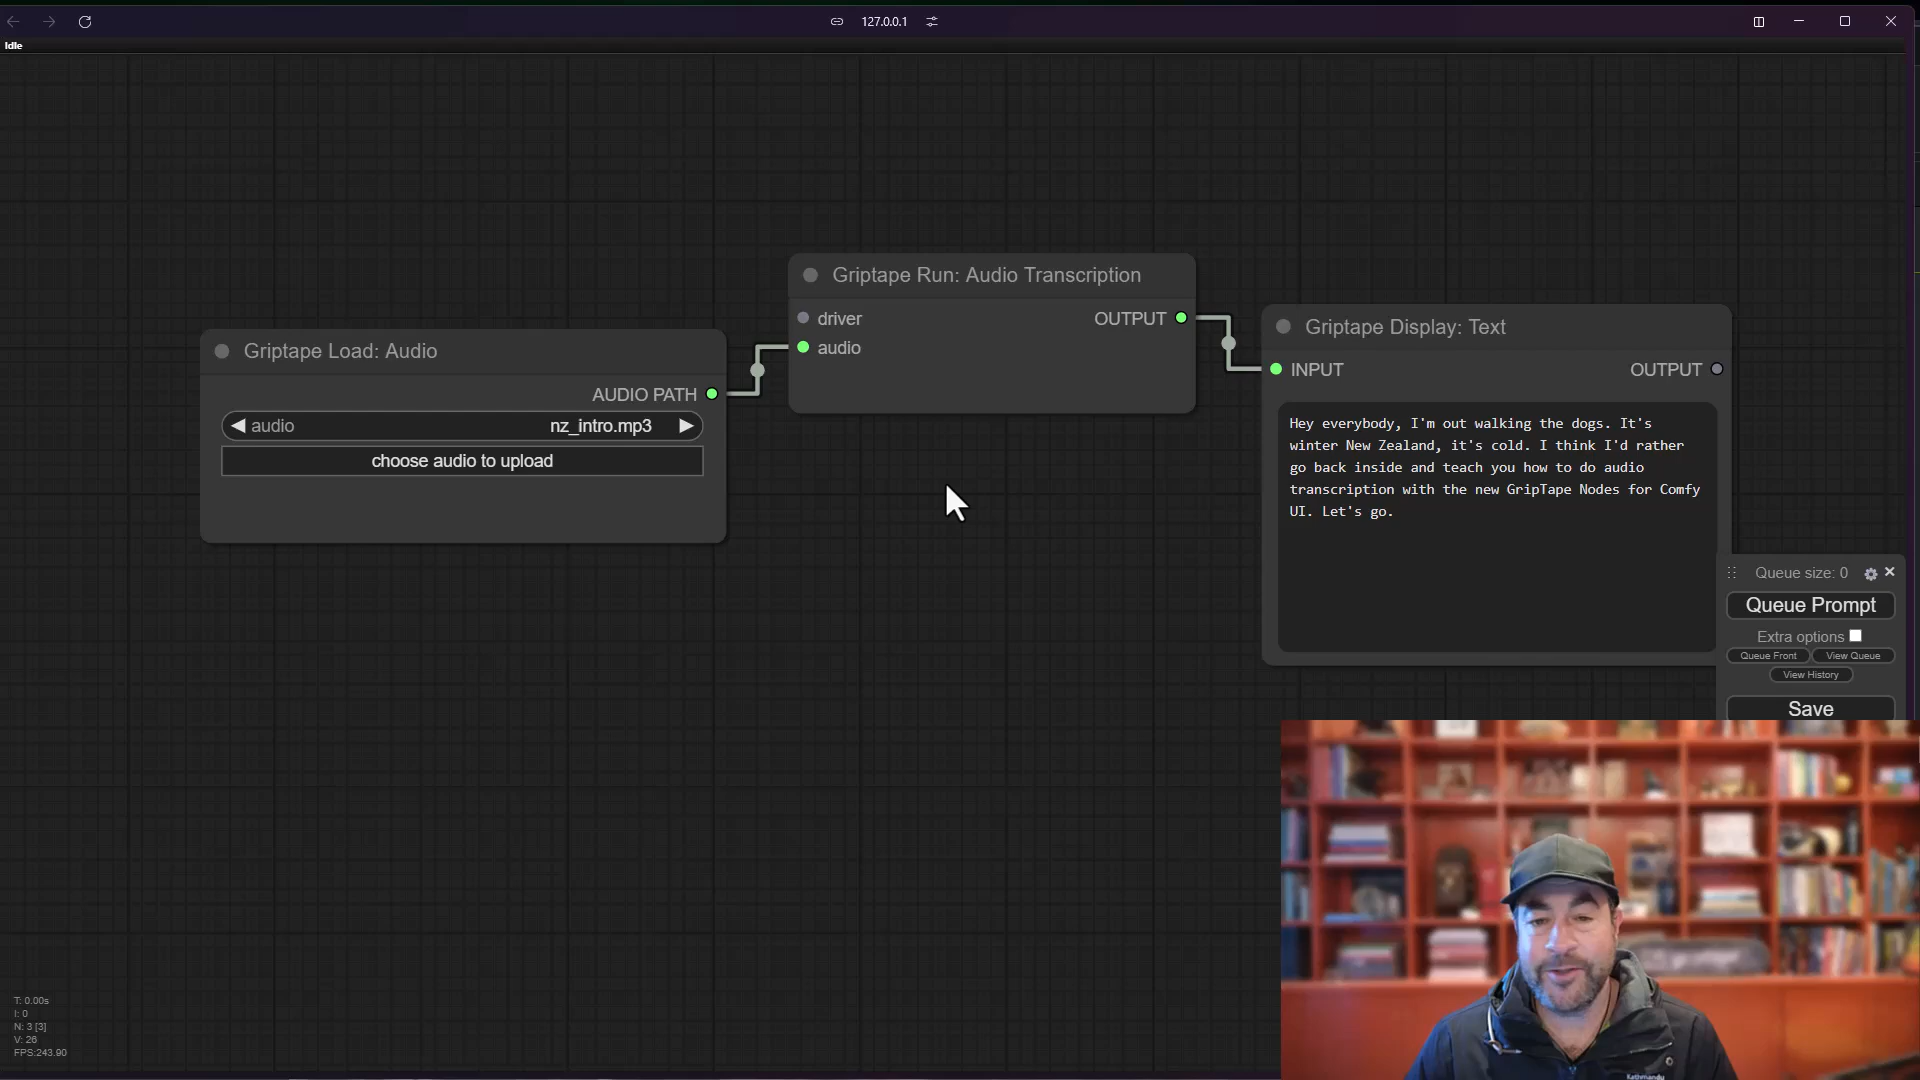 127.0.0.1
Idle
Griptape Run: Audio Transcription
driver
OUTPUT
audio
Griptape Load: Audio
AUDIO PATH
audio
nz_intro.mp3
choose audio to upload
Griptape Display: Text
INPUT
OUTPUT
Hey everybody, I'm out walking the dogs. It's
winter New Zealand, it's cold. I think I'd rather
go back inside and teach you how to do audio
transcription with the new GripTape Nodes for Comfy
UI. Let's go.
Queue size: 0
Queue Prompt
Extra options
Queue Front
View Queue
View History
Save
T: 0.00s
I: 0
N: 3 [3]
V: 26
FPS:243.90
Kathmandu